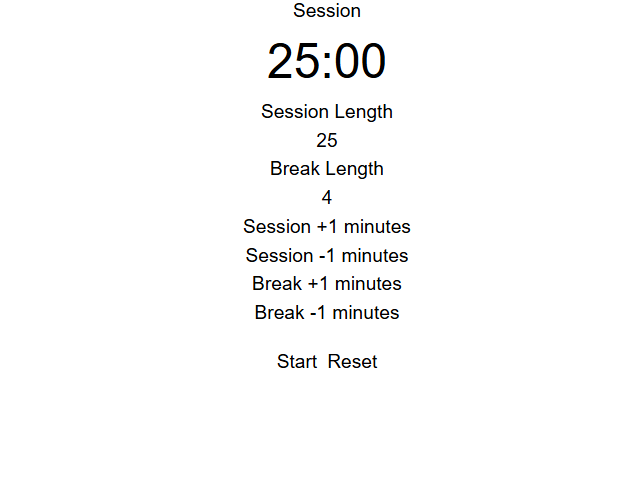 Session
25:00
Session Length
25
Break Length
4
Session +1 minutes
Session -1 minutes
Break +1 minutes
Break -1 minutes
Start Reset